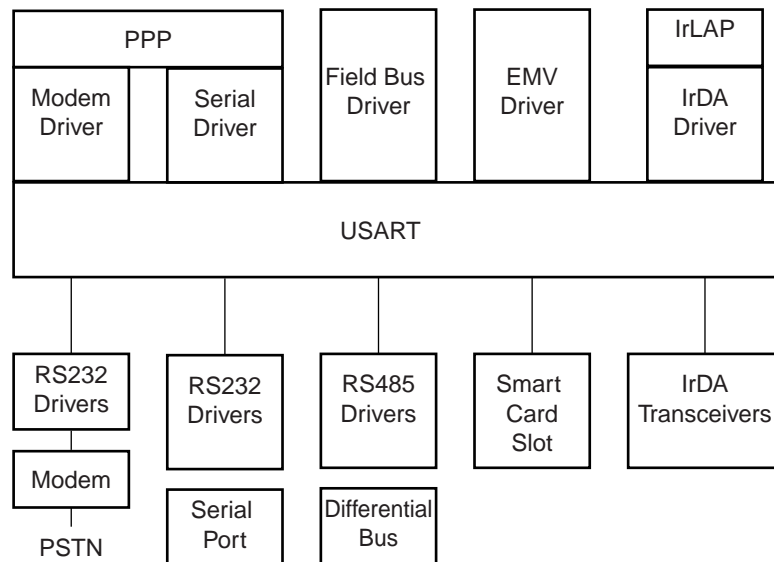 PPP
IrLAP
Modem
Driver
Serial
Driver
Field Bus
Driver
EMV
Driver
IrDA
Driver
USART
RS232
Drivers
RS232
Drivers
RS485
Drivers
Smart
Card
Slot
IrDA
Transceivers
Modem
Serial
Port
Differential
Bus
PSTN